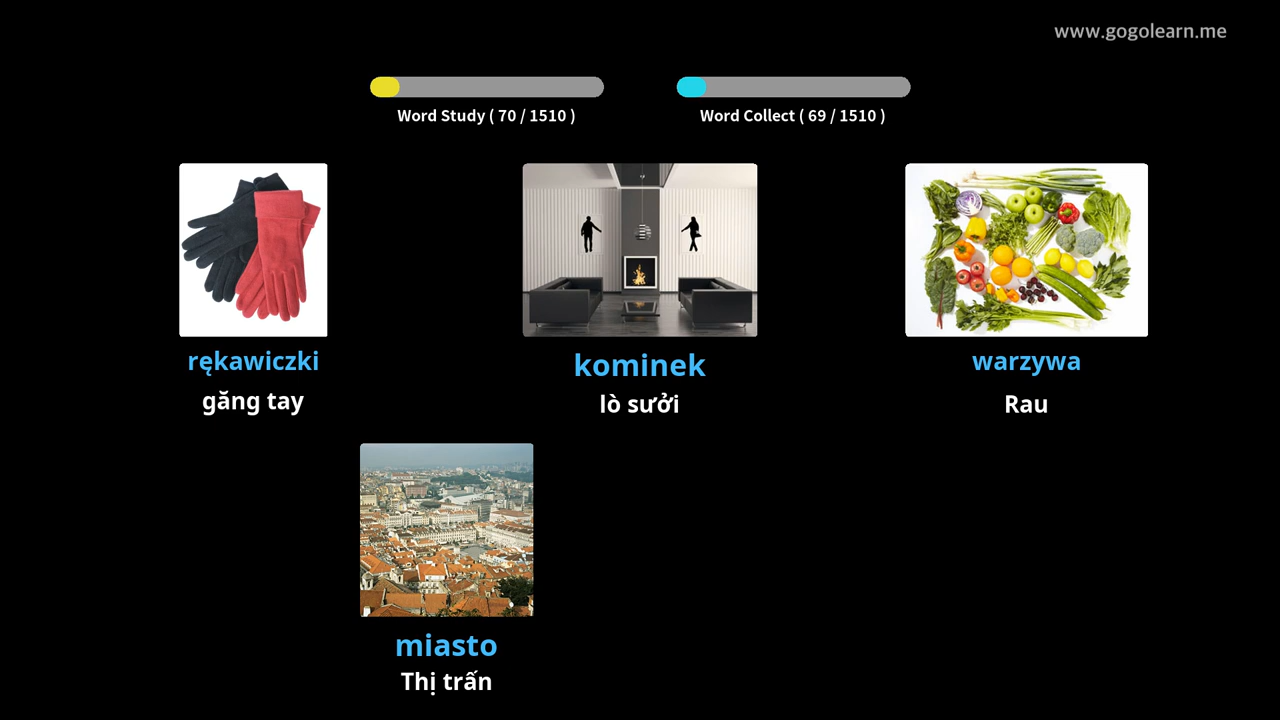 www.gogolearn.me
Word Study ( 70 / 1510 )
Word Collect ( 69 / 1510 )
rękawiczki
găng tay
kominek
lò sưởi
warzywa
Rau
miasto
Thị trấn